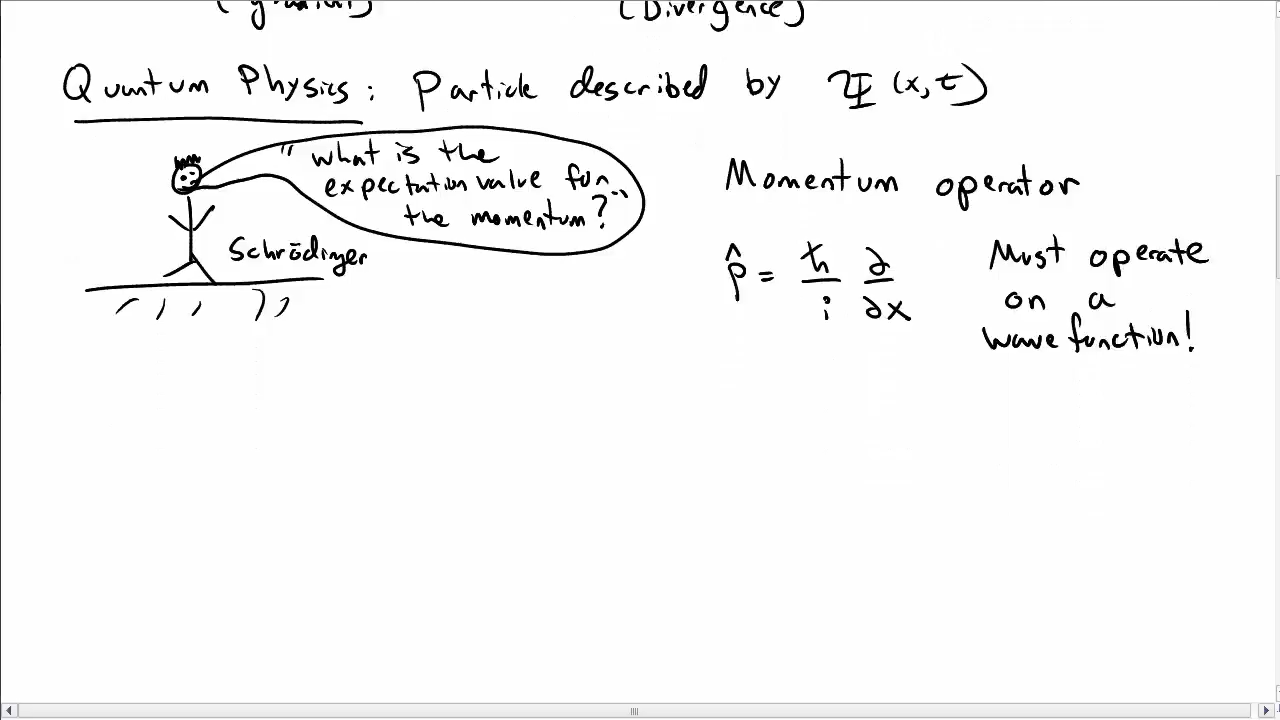 (Divergence)
Quantum Physics: Particle described by Ψ(x,t)
"What is the
expectation value for
the momentum?"
Schrödinger
Momentum operator
p̂ = ħ/i ∂/∂x
Must operate
on a
wave function!